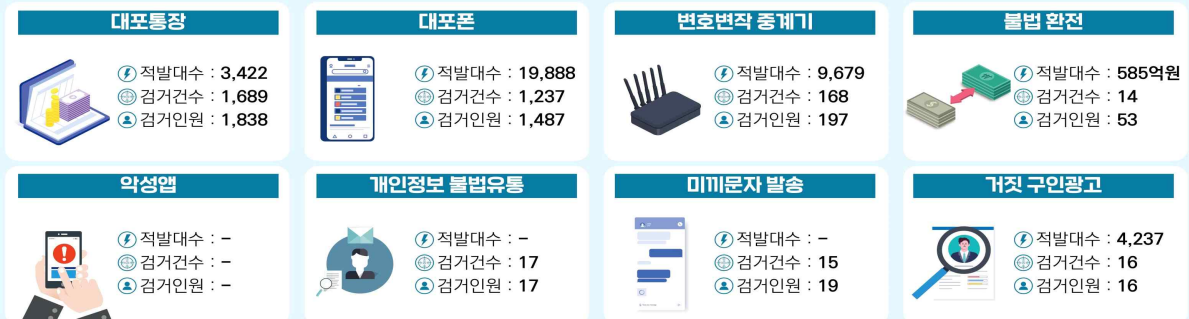 대포통장
적발대수 : 3,422
검거건수 : 1,689
검거인원 : 1,838
대포폰
적발대수 : 19,888
검거건수 : 1,237
검거인원 : 1,487
변호변작 중계기
적발대수 : 9,679
검거건수 : 168
검거인원 : 197
불법 환전
적발대수 : 585억원
검거건수 : 14
검거인원 : 53
악성앱
적발대수 : –
검거건수 : –
검거인원 : –
개인정보 불법유통
적발대수 : –
검거건수 : 17
검거인원 : 17
미끼문자 발송
적발대수 : –
검거건수 : 15
검거인원 : 19
거짓 구인광고
적발대수 : 4,237
검거건수 : 16
검거인원 : 16